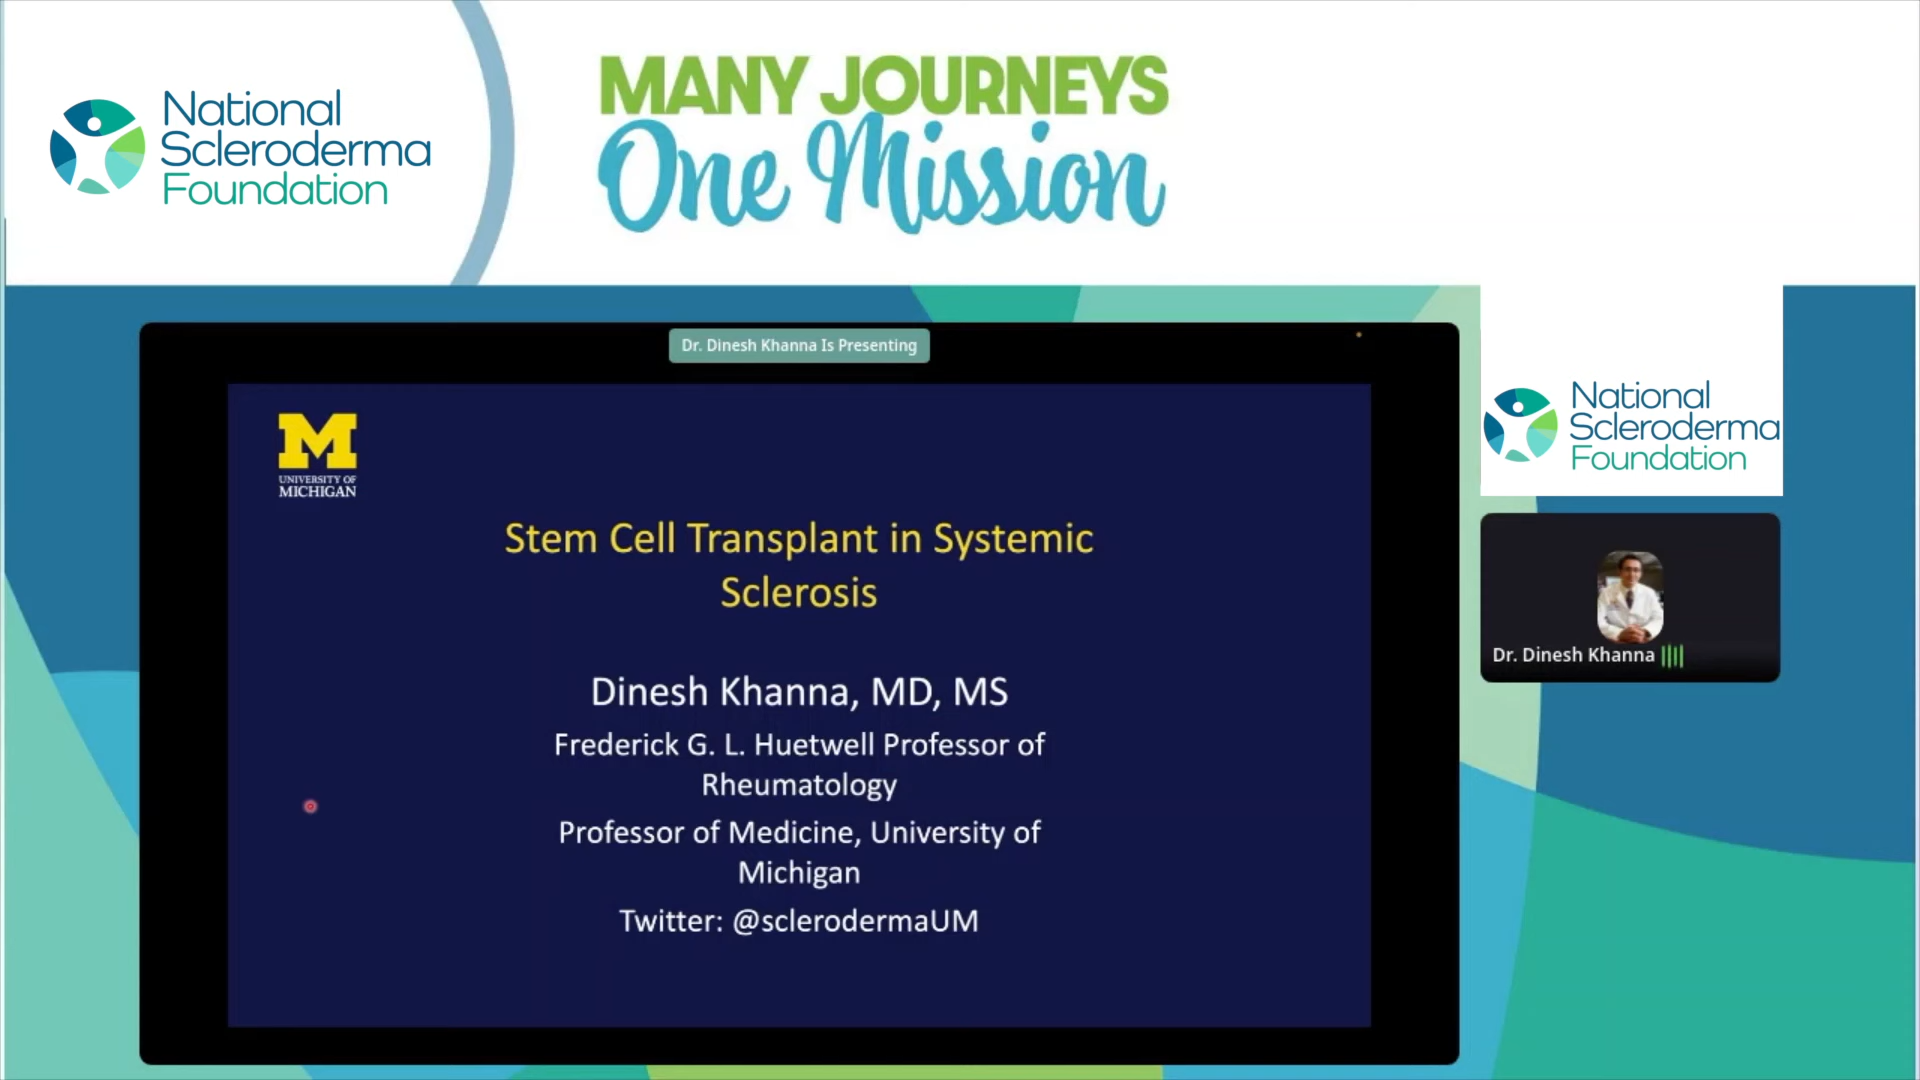 National
Scleroderma
Foundation
MANY JOURNEYS
One Mission
Dr. Dinesh Khanna Is Presenting
M
UNIVERSITY OF
MICHIGAN
Stem Cell Transplant in Systemic
Sclerosis
Dinesh Khanna, MD, MS
Frederick G. L. Huetwell Professor of
Rheumatology
Professor of Medicine, University of
Michigan
Twitter: @sclerodermaUM
National
Scleroderma
Foundation
Dr. Dinesh Khanna